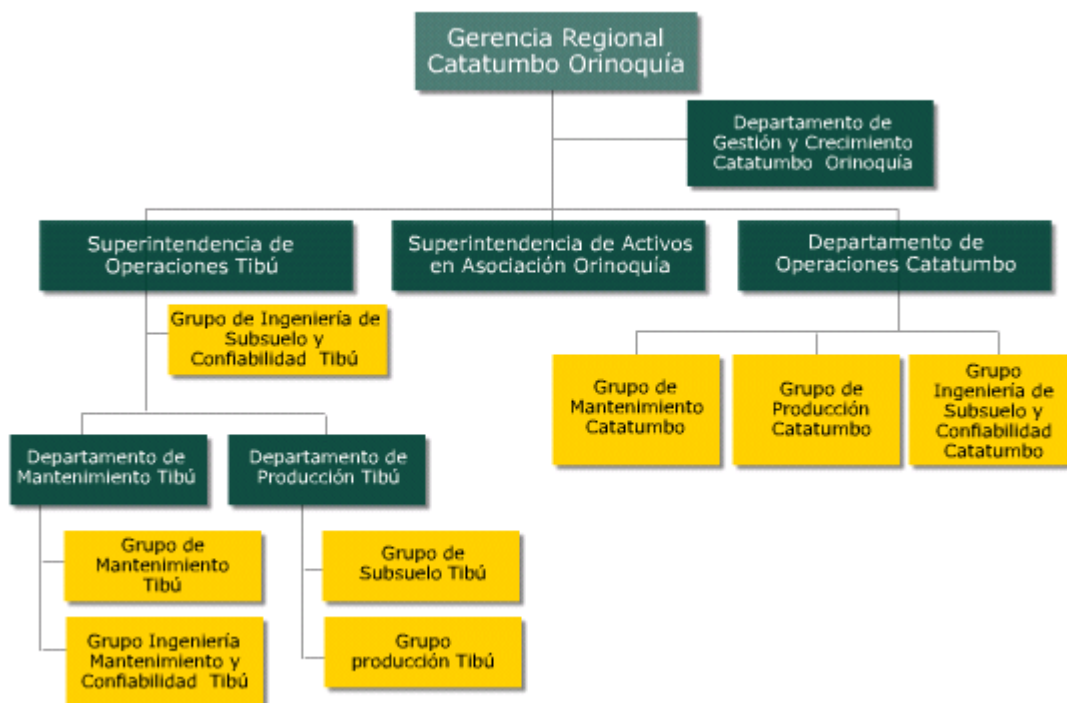 Gerencia Regional
Catatumbo Orinoquía
Departamento de
Gestión y Crecimiento
Catatumbo Orinoquía
Superintendencia de
Operaciones Tibú
Superintendencia de Activos
en Asociación Orinoquía
Departamento de
Operaciones Catatumbo
Grupo de Ingeniería de
Subsuelo y
Confiabilidad Tibú
Grupo de
Mantenimiento
Catatumbo
Grupo de
Producción
Catatumbo
Grupo
Ingeniería de
Subsuelo y
Confiabilidad
Catatumbo
Departamento de
Mantenimiento Tibú
Departamento de
Producción Tibú
Grupo de
Mantenimiento
Tibú
Grupo de
Subsuelo Tibú
Grupo Ingeniería
Mantenimiento y
Confiabilidad Tibú
Grupo
producción Tibú